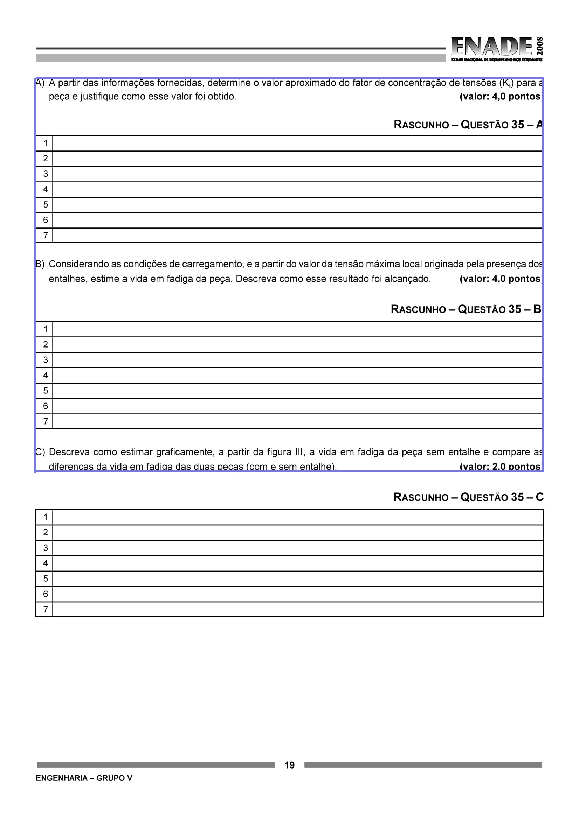 ENADE 2008
EXAME NACIONAL DE DESEMPENHO DOS ESTUDANTES
A) A partir das informações fornecidas, determine o valor aproximado do fator de concentração de tensões (Kt) para a
peça e justifique como esse valor foi obtido. (valor: 4,0 pontos
RASCUNHO – QUESTÃO 35 – A
1
2
3
4
5
6
7
B) Considerando as condições de carregamento, e a partir do valor da tensão máxima local originada pela presença dos
entalhes, estime a vida em fadiga da peça. Descreva como esse resultado foi alcançado. (valor: 4,0 pontos
RASCUNHO – QUESTÃO 35 – B
1
2
3
4
5
6
7
C) Descreva como estimar graficamente, a partir da figura III, a vida em fadiga da peça sem entalhe e compare as
diferenças da vida em fadiga das duas peças (com e sem entalhe). (valor: 2,0 pontos
RASCUNHO – QUESTÃO 35 – C
1
2
3
4
5
6
7
19
ENGENHARIA – GRUPO V